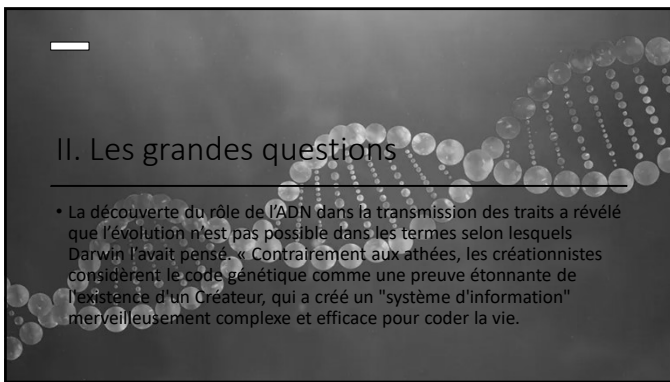 II. Les grandes questions
• La découverte du rôle de l'ADN dans la transmission des traits a révélé
que l'évolution n'est pas possible dans les termes selon lesquels
Darwin l'avait pensé. « Contrairement aux athées, les créationnistes
considèrent le code génétique comme une preuve étonnante de
l'existence d'un Créateur, qui a créé un "système d'information"
merveilleusement complexe et efficace pour coder la vie.